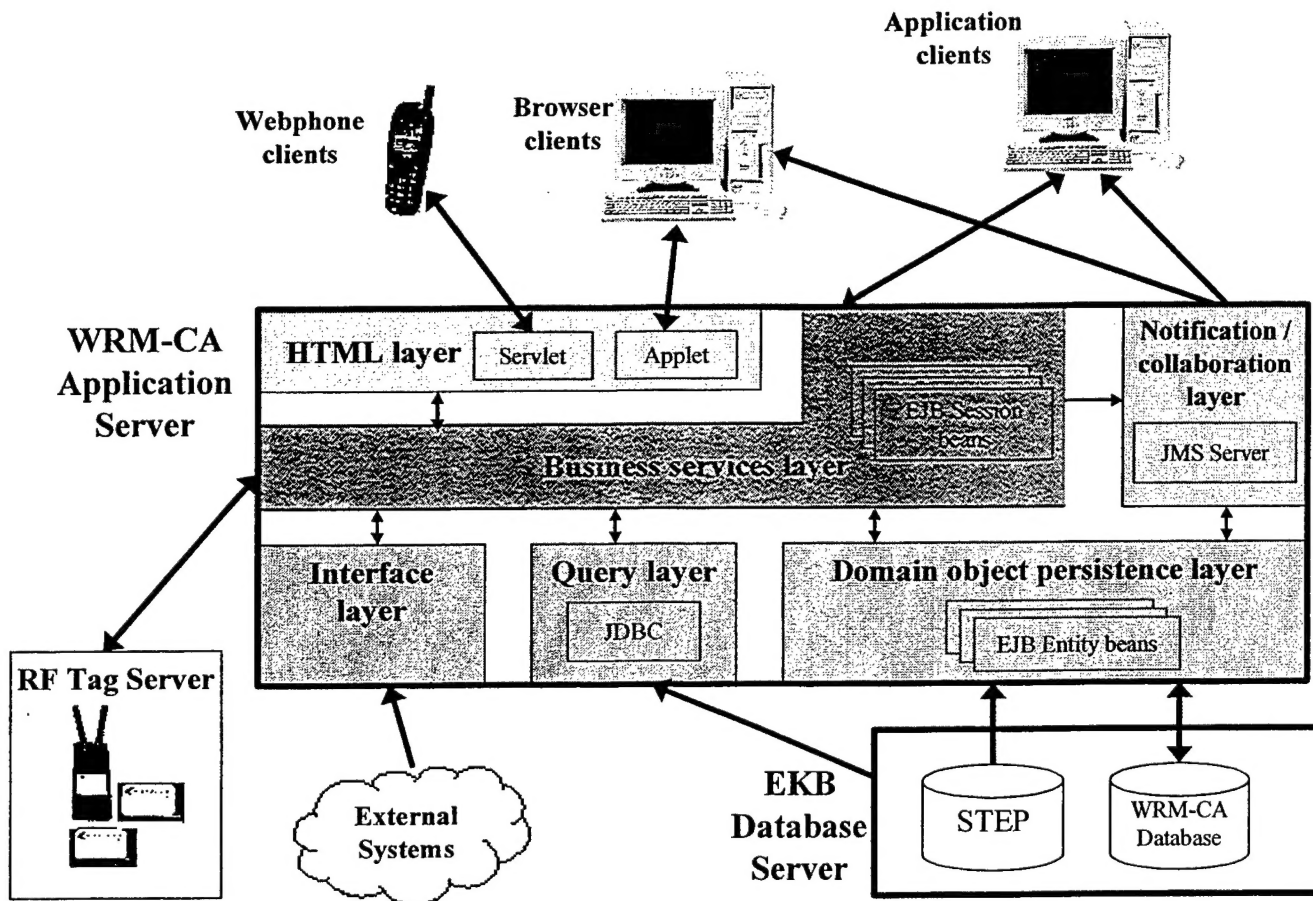 Application
clients
Webphone
clients
Browser
clients
WRM-CA
Application
Server
HTML layer
Servlet
Applet
Notification /
collaboration
layer
EJB Session
beans
Business services layer
JMS Server
Interface
layer
Query layer
JDBC
Domain object persistence layer
EJB Entity beans
RF Tag Server
External
Systems
EKB
Database
Server
STEP
WRM-CA
Database